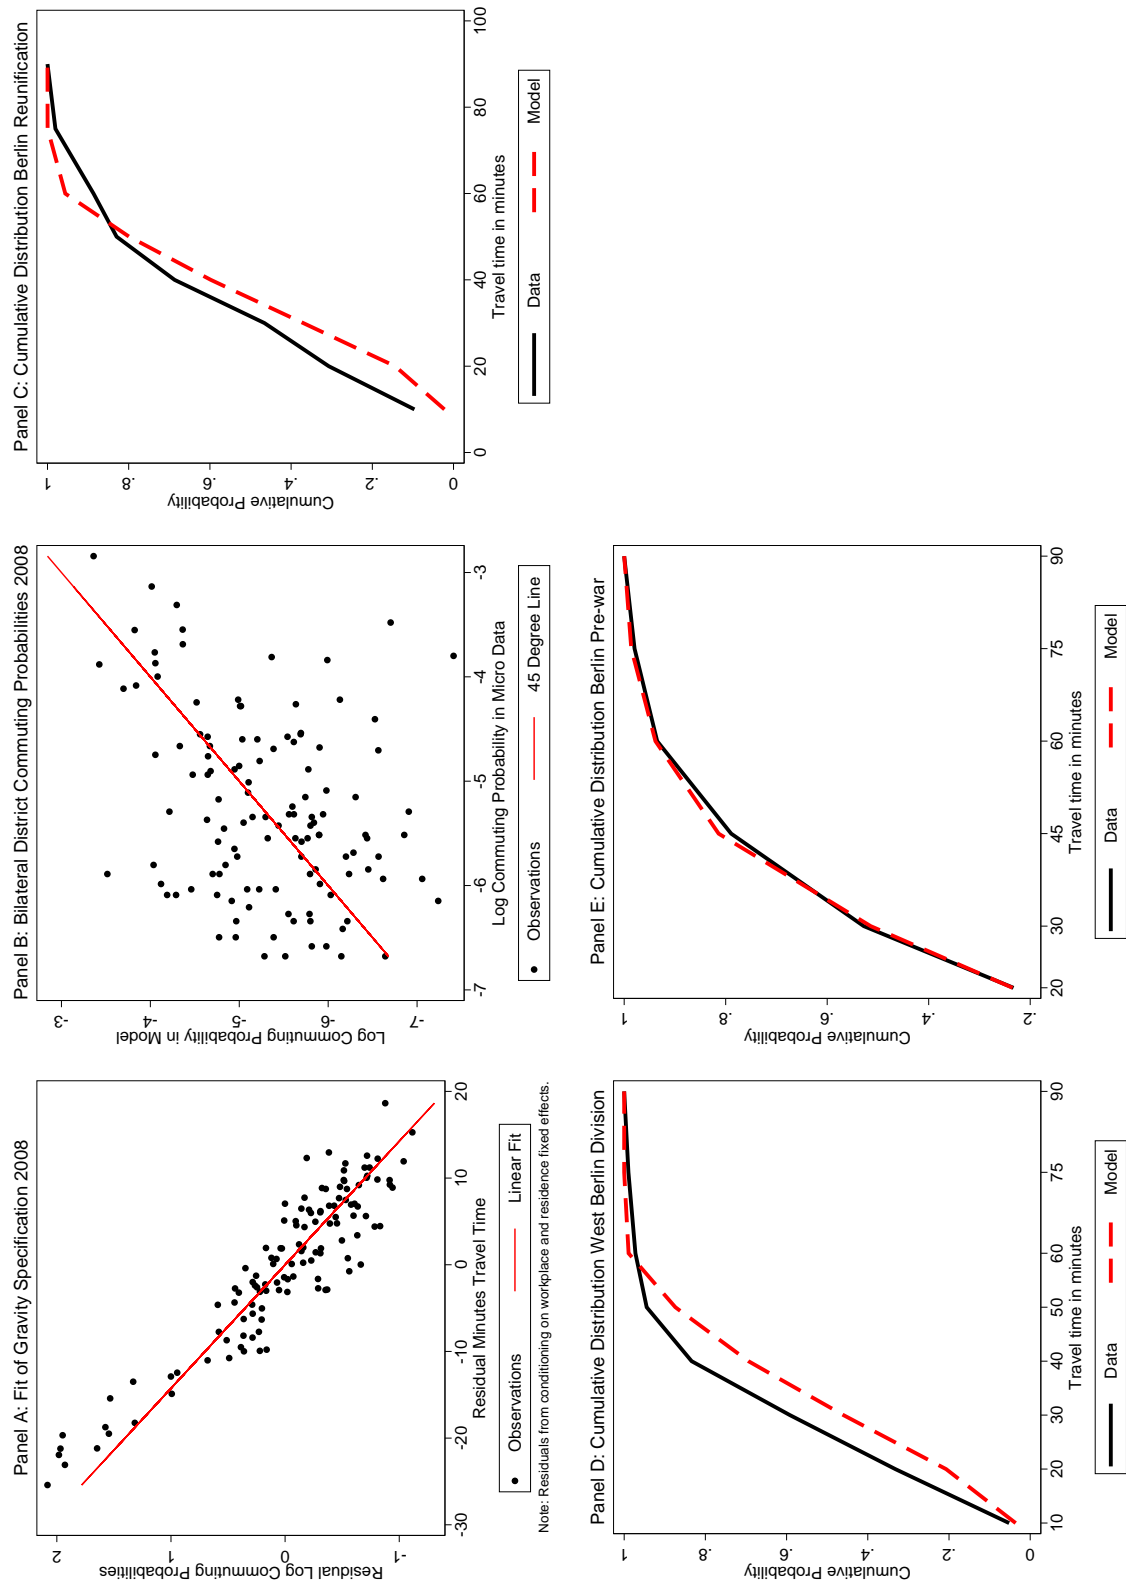 Panel A: Fit of Gravity Specification 2008
Residual Log Commuting Probabilities
2
1
0
-1
-30
-20
-10
0
10
20
Residual Minutes Travel Time
Observations
Linear Fit
Note: Residuals from conditioning on workplace and residence fixed effects.
Panel B: Bilateral District Commuting Probabilities 2008
Log Commuting Probability in Model
-3
-4
-5
-6
-7
-7
-6
-5
-4
-3
Log Commuting Probability in Micro Data
Observations
45 Degree Line
Panel C: Cumulative Distribution Berlin Reunification
Cumulative Probability
1
.8
.6
.4
.2
0
0
20
40
60
80
100
Travel time in minutes
Data
Model
Panel D: Cumulative Distribution West Berlin Division
Cumulative Probability
1
.8
.6
.4
.2
0
10
20
30
40
50
60
75
90
Travel time in minutes
Data
Model
Panel E: Cumulative Distribution Berlin Pre-war
Cumulative Probability
1
.8
.6
.4
.2
20
30
45
60
75
90
Travel time in minutes
Data
Model